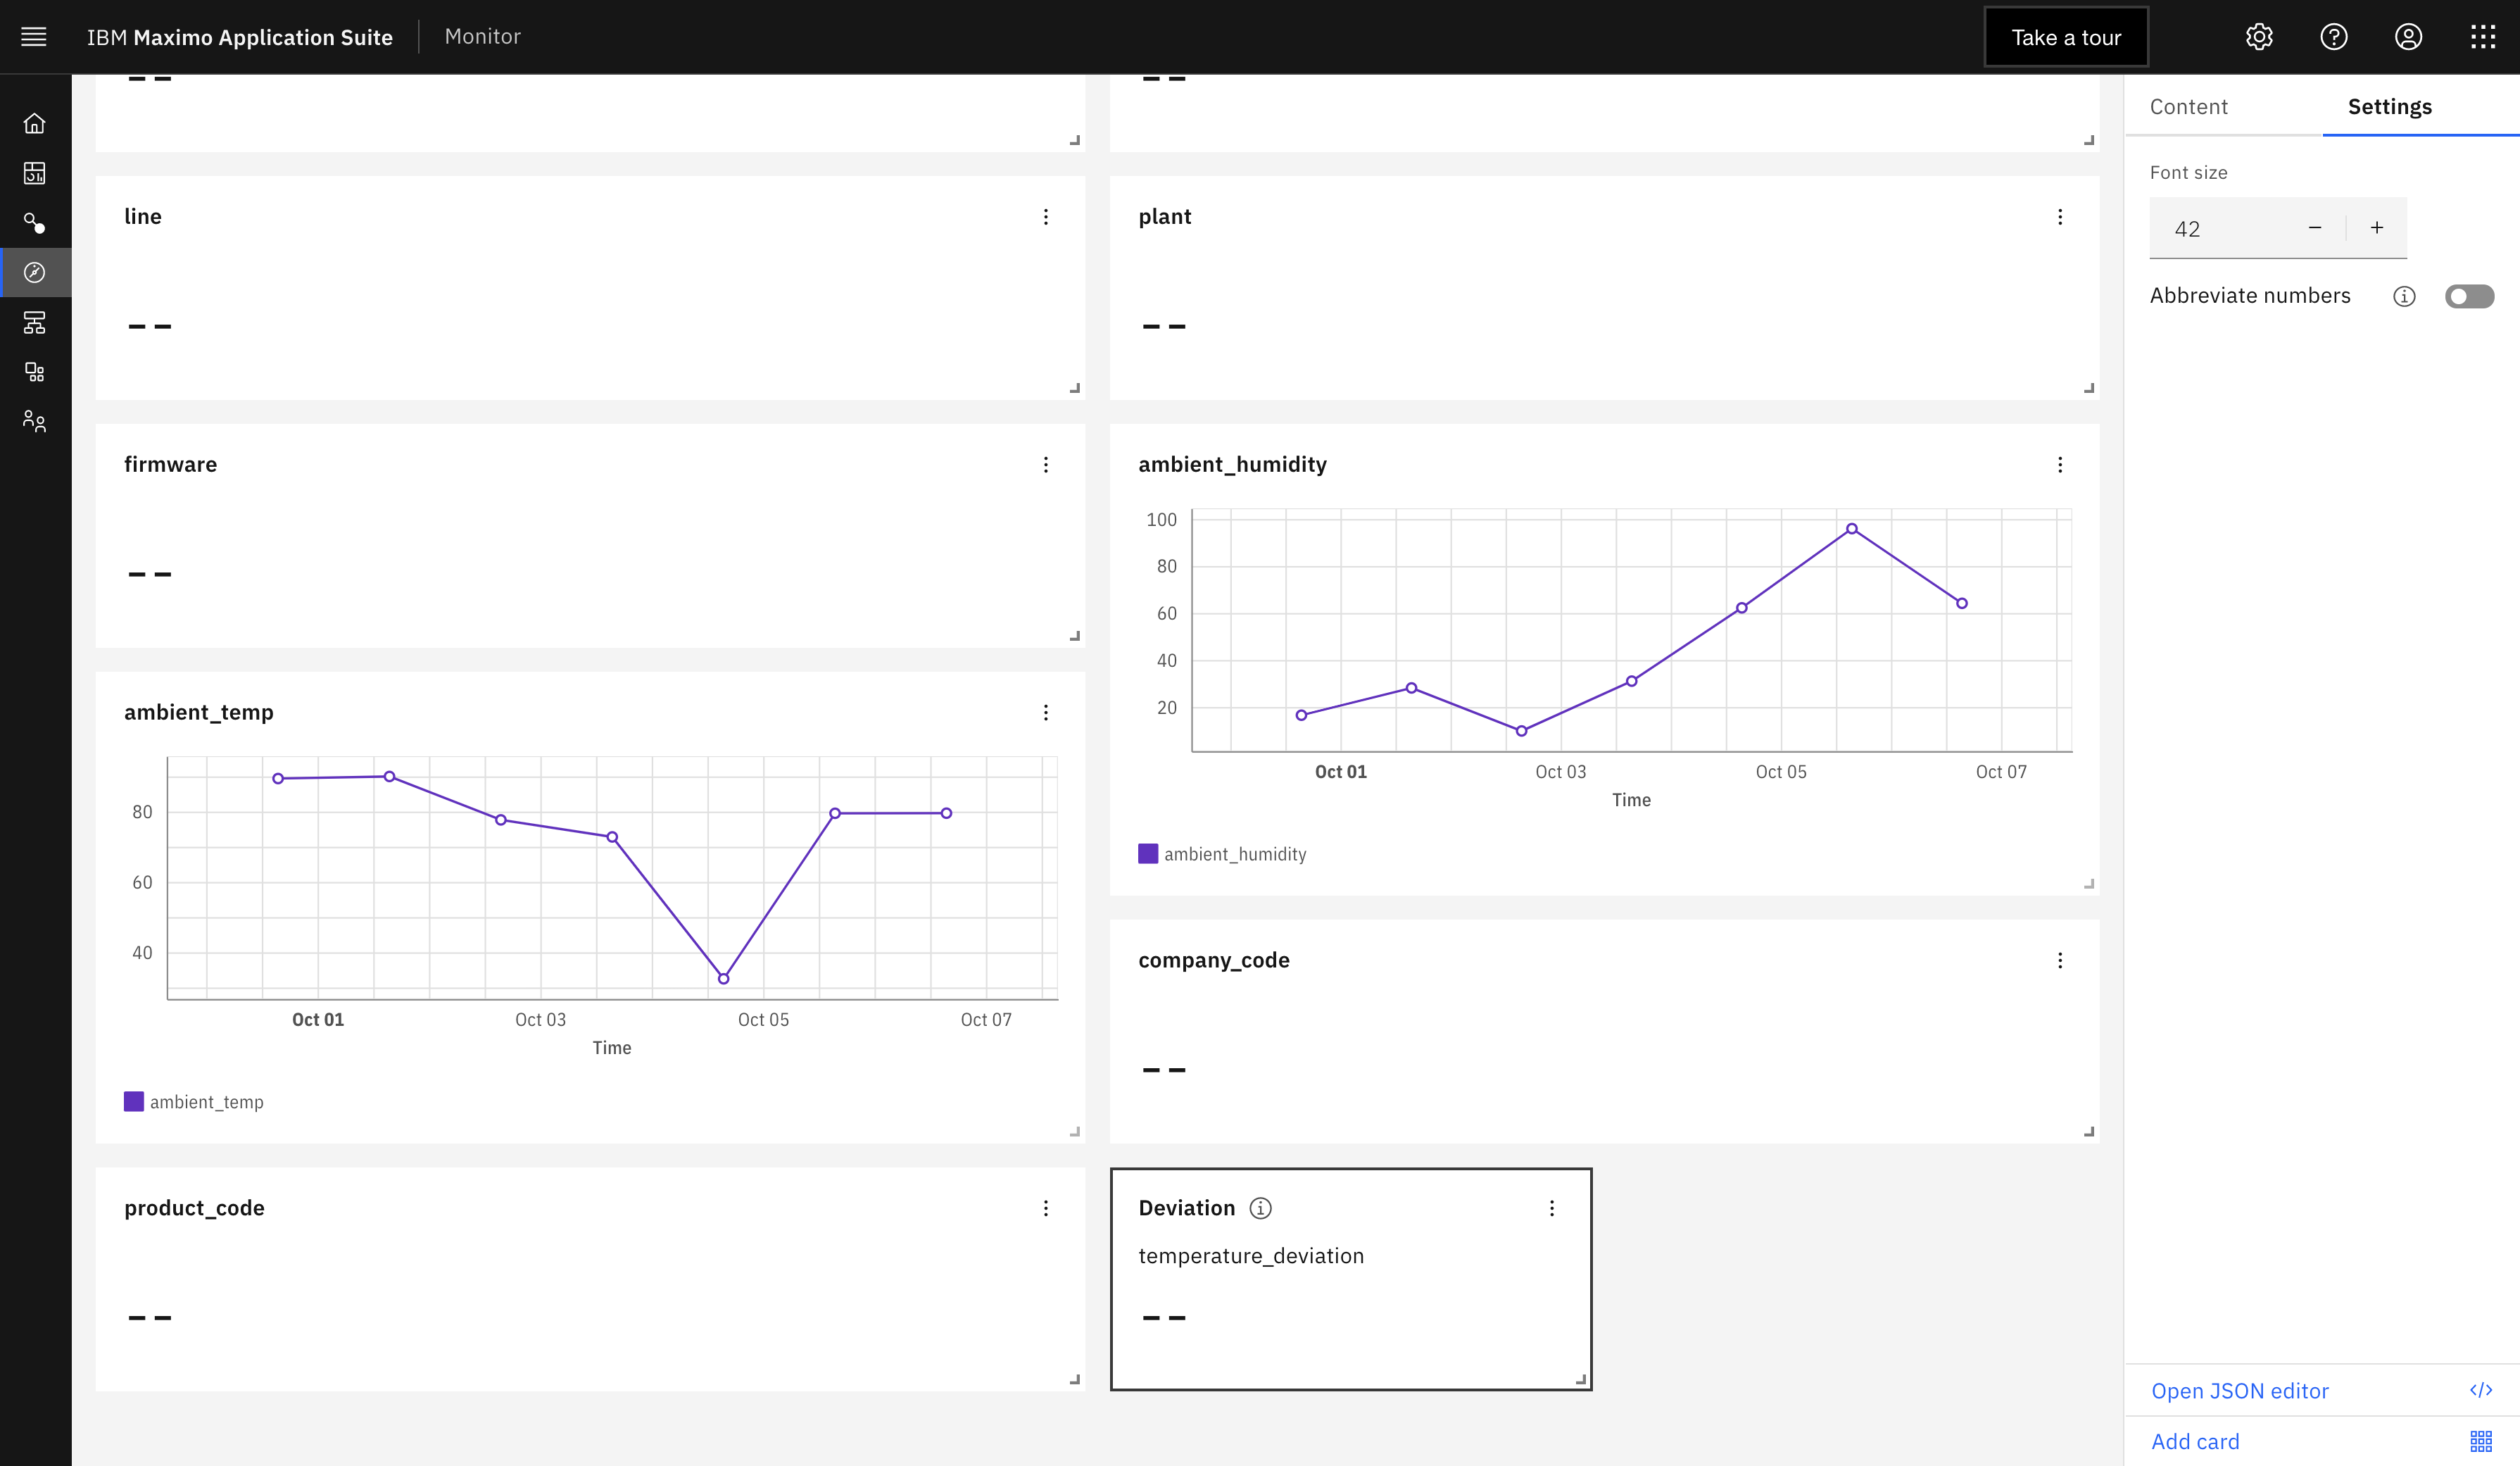 IBM Maximo Application Suite
Monitor
Take a tour
--
--
line
--
plant
--
firmware
--
ambient_humidity
100
80
60
40
20
Oct 01
Oct 03
Oct 05
Oct 07
Time
ambient_humidity
ambient_temp
80
60
40
Oct 01
Oct 03
Oct 05
Oct 07
Time
ambient_temp
company_code
--
product_code
--
Deviation
temperature_deviation
--
Content
Settings
Font size
42
Abbreviate numbers
Open JSON editor
Add card